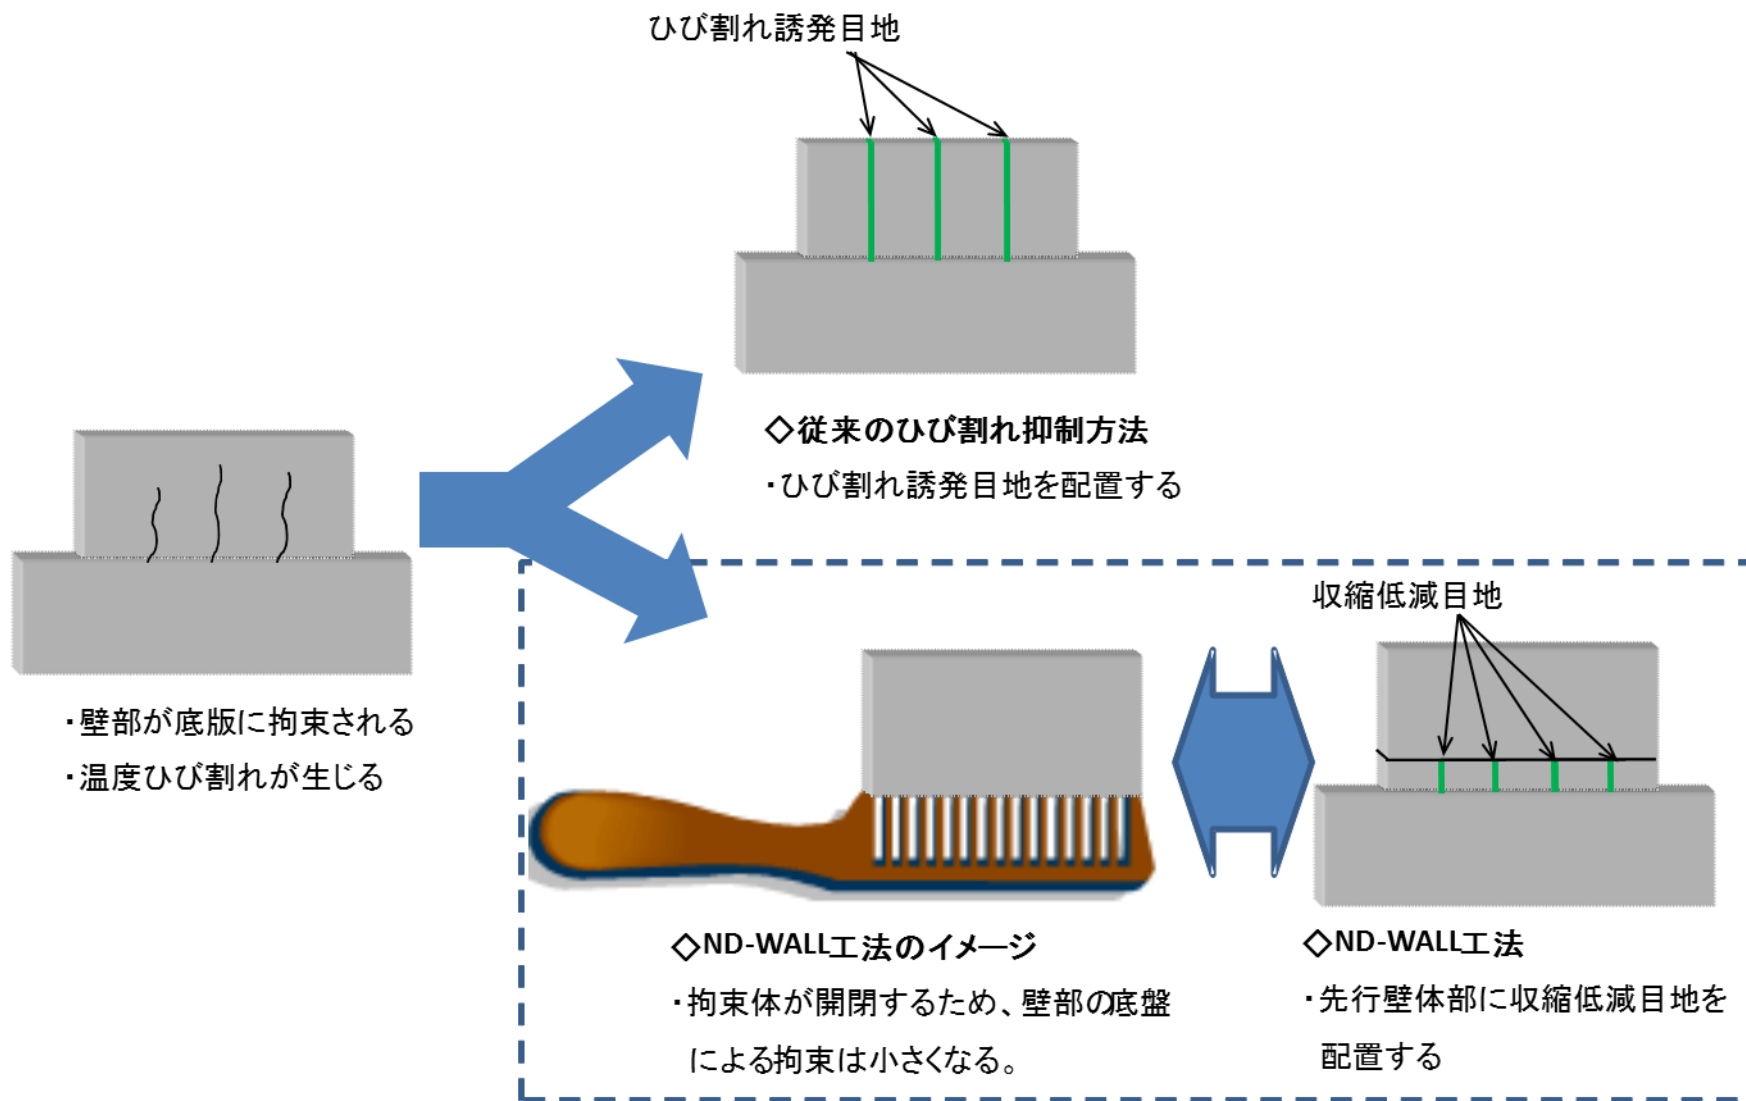 ひび割れ誘発目地
◇従来のひび割れ抑制方法
・ひび割れ誘発目地を配置する
・壁部が底版に拘束される
・温度ひび割れが生じる
収縮低減目地
◇ND-WALL工法のイメージ
・拘束体が開閉するため、壁部の底盤
による拘束は小さくなる。
◇ND-WALL工法
・先行壁体部に収縮低減目地を
配置する